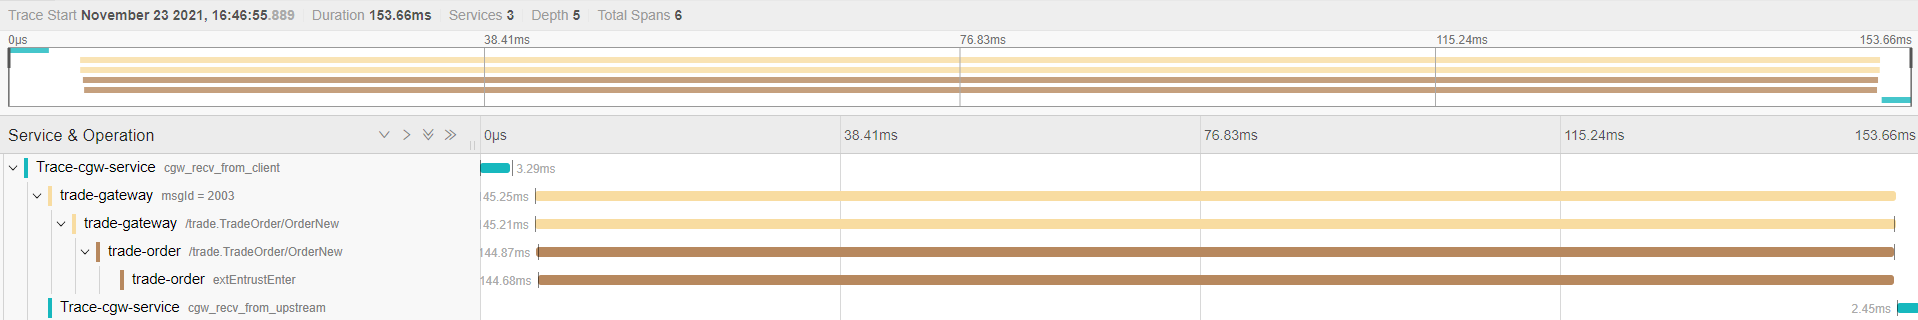 Trace Start November 23 2021, 16:46:55.889 Duration 153.66ms Services 3 Depth 5 Total Spans 6
0μs 38.41ms 76.83ms 115.24ms 153.66ms
Service & Operation 0μs 38.41ms 76.83ms 115.24ms 153.66ms
Trace-cgw-service cgw_recv_from_client 3.29ms
trade-gateway msgId = 2003 145.25ms
trade-gateway /trade.TradeOrder/OrderNew 145.21ms
trade-order /trade.TradeOrder/OrderNew 144.87ms
trade-order extEntrustEnter 144.68ms
Trace-cgw-service cgw_recv_from_upstream 2.45ms